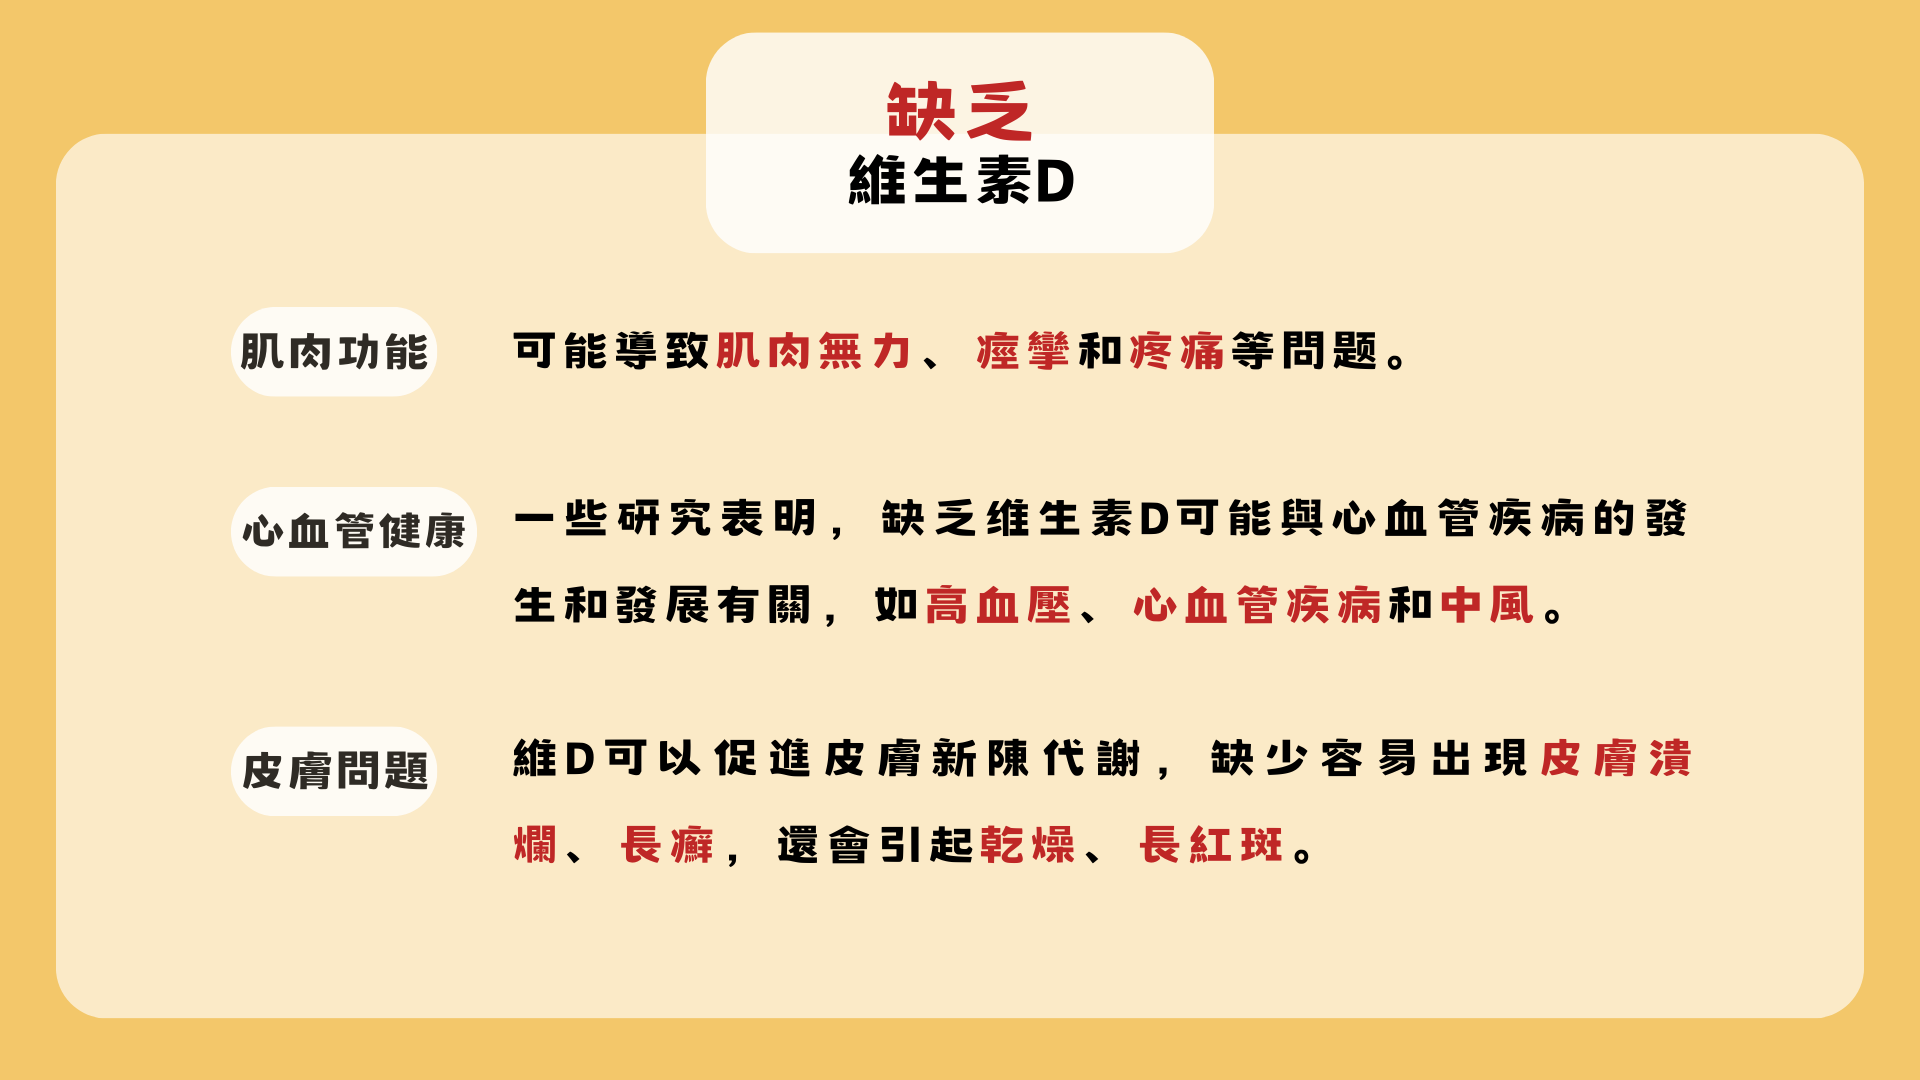 缺乏
維生素D
肌肉功能
可能導致肌肉無力、痙攣和疼痛等問題。
心血管健康
一些研究表明，缺乏维生素D可能與心血管疾病的發
生和發展有關，如高血壓、心血管疾病和中風。
皮膚問題
維D可以促進皮膚新陳代謝，缺少容易出現皮膚潰
爛、長癬，還會引起乾燥、長紅斑。